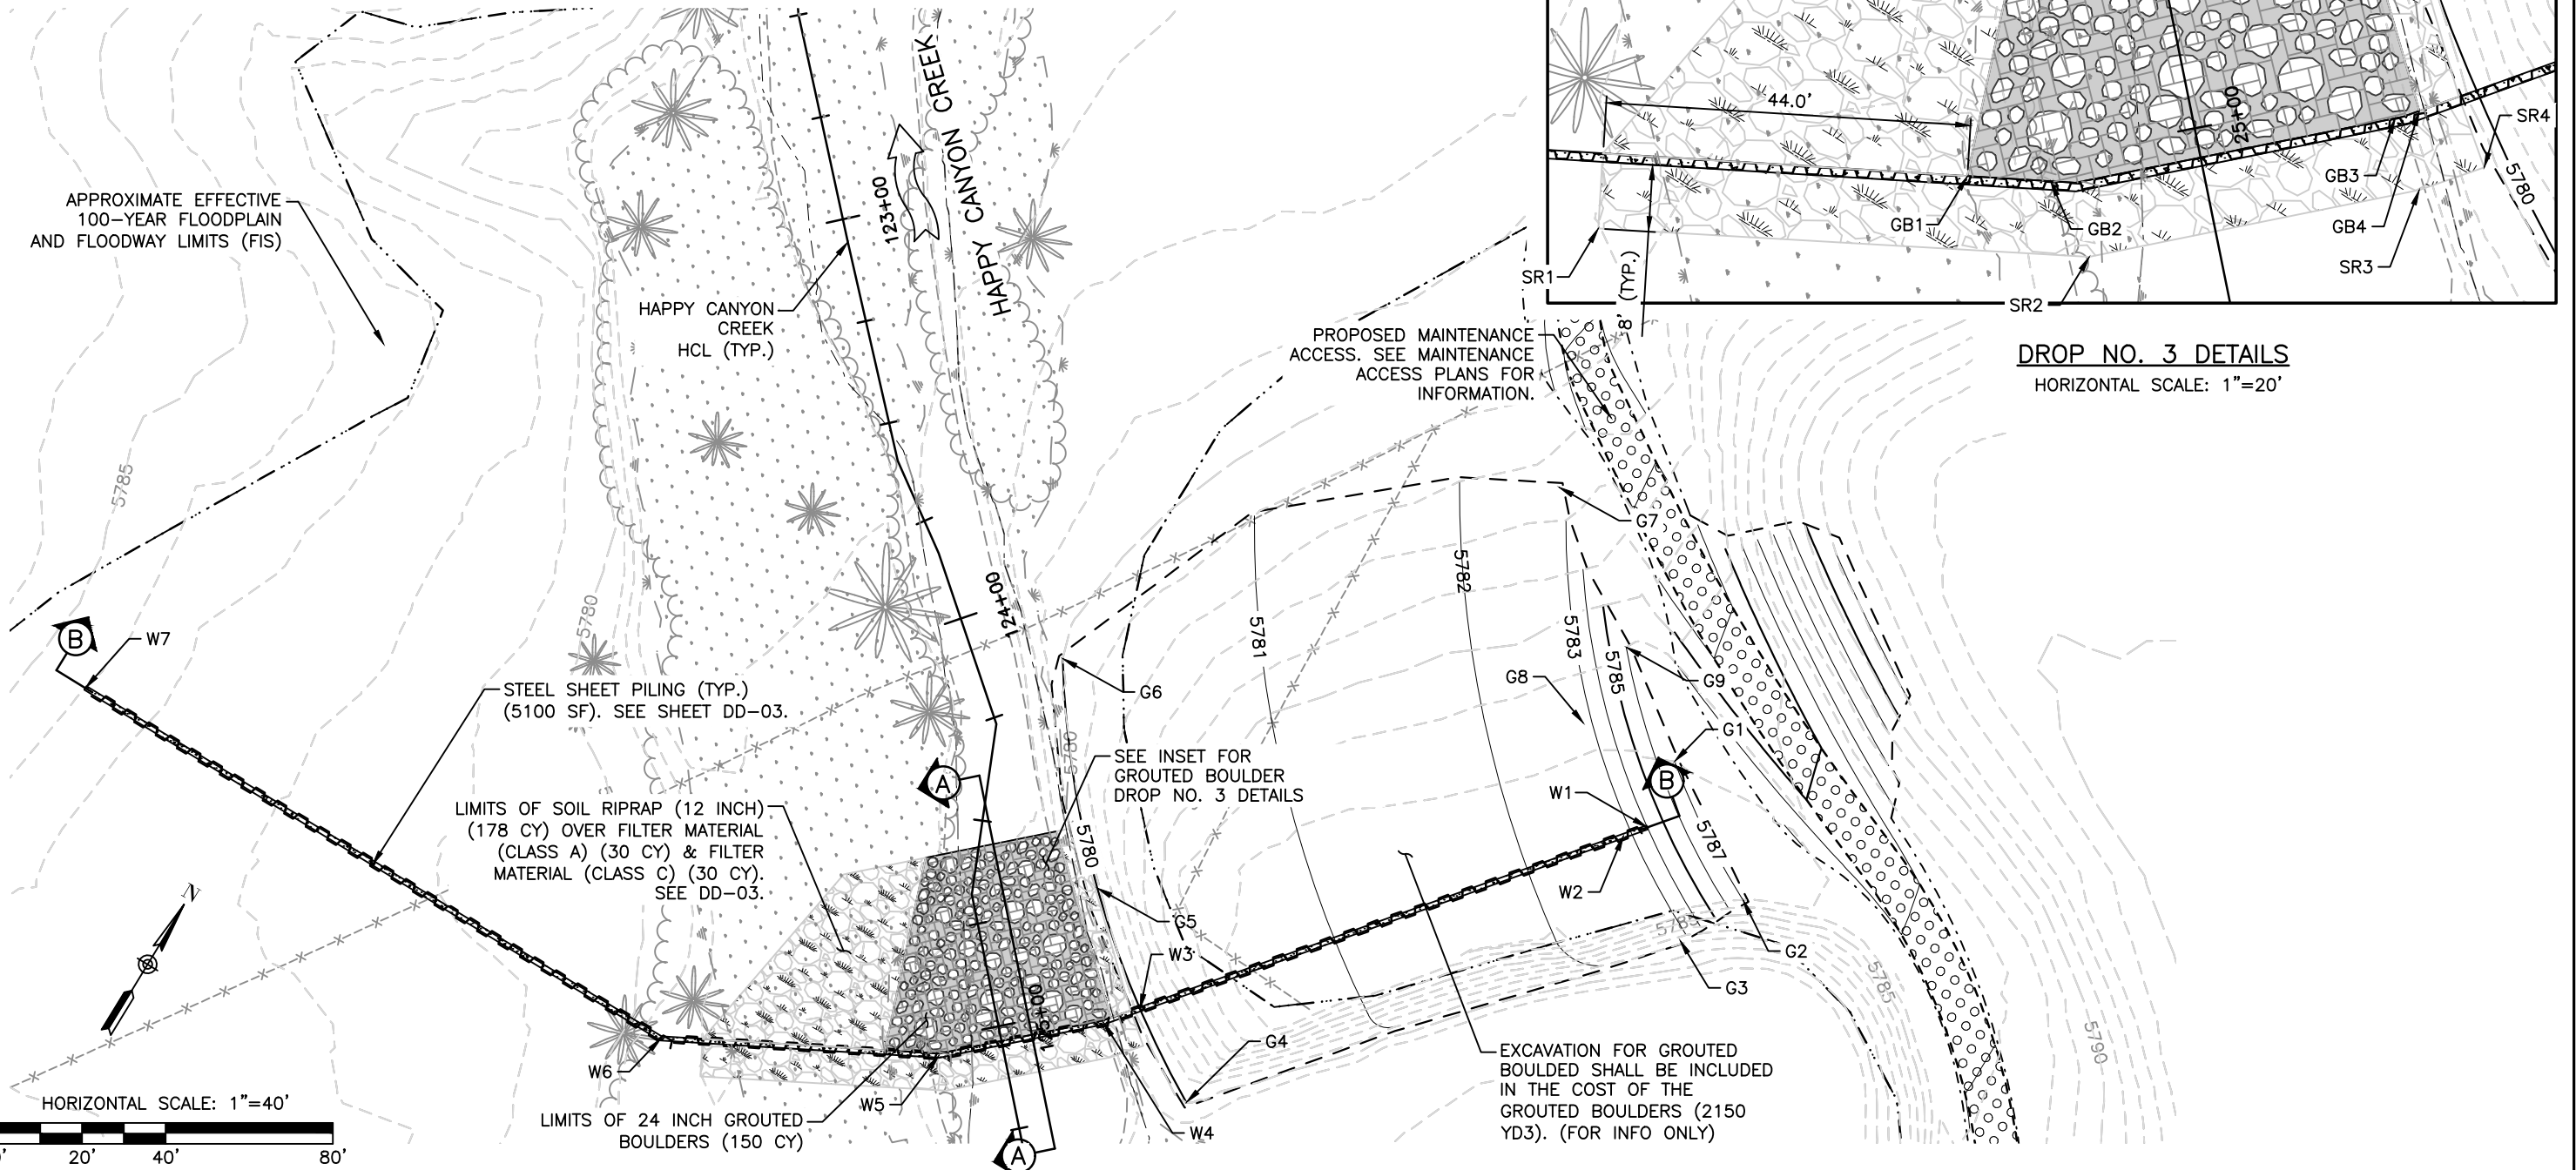 APPROXIMATE EFFECTIVE
100-YEAR FLOODPLAIN
AND FLOODWAY LIMITS (FIS)
HAPPY CANYON
CREEK
HCL (TYP.)
123+00
HAPPY CANYON CREEK
44.0'
25+00
SR4
5780
GB3
GB1
GB2
GB4
SR3
SR1
8' (TYP.)
SR2
DROP NO. 3 DETAILS
HORIZONTAL SCALE: 1"=20'
PROPOSED MAINTENANCE
ACCESS. SEE MAINTENANCE
ACCESS PLANS FOR
INFORMATION.
5785
G7
5782
5780
124+00
5781
5783
5785
B
W7
G8
G9
G6
STEEL SHEET PILING (TYP.)
(5100 SF). SEE SHEET DD-03.
G1
5780
SEE INSET FOR
GROUTED BOULDER
DROP NO. 3 DETAILS
A
B
W1
LIMITS OF SOIL RIPRAP (12 INCH)
(178 CY) OVER FILTER MATERIAL
(CLASS A) (30 CY) & FILTER
MATERIAL (CLASS C) (30 CY).
SEE DD-03.
5780
5787
W2
N
G5
W3
G2
G3
5785
125+00
G4
5790
W6
W5
EXCAVATION FOR GROUTED
BOULDED SHALL BE INCLUDED
IN THE COST OF THE
GROUTED BOULDERS (2150
YD3). (FOR INFO ONLY)
HORIZONTAL SCALE: 1"=40'
LIMITS OF 24 INCH GROUTED
BOULDERS (150 CY)
W4
A
20'
40'
80'